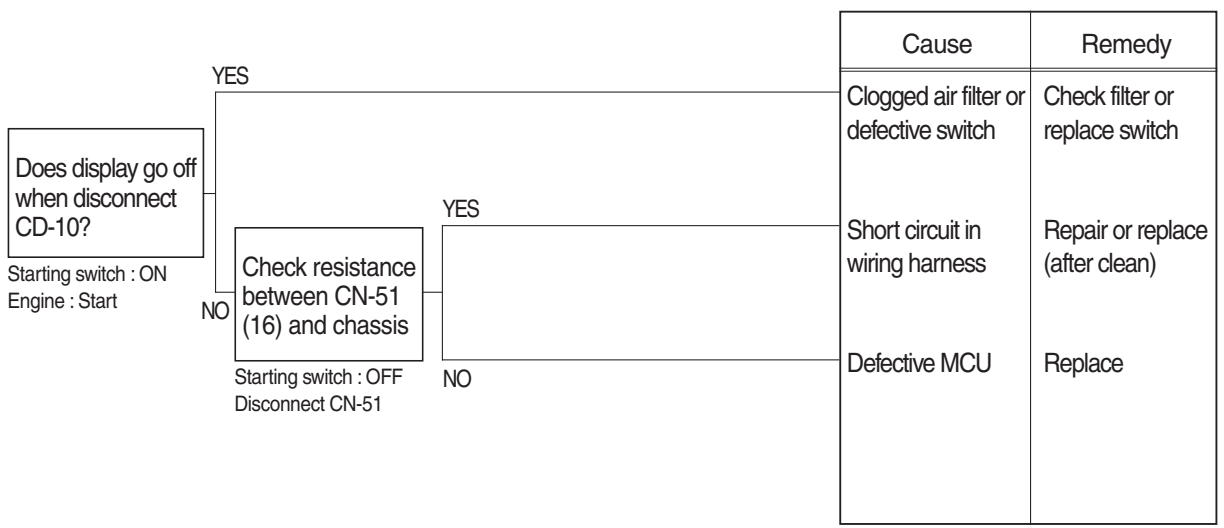 Cause
Remedy
YES
Clogged air filter or
defective switch
Check filter or
replace switch
Does display go off
when disconnect
CD-10?
Starting switch : ON
Engine : Start
NO
Check resistance
between CN-51
(16) and chassis
Starting switch : OFF
Disconnect CN-51
YES
Short circuit in
wiring harness
Repair or replace
(after clean)
NO
Defective MCU
Replace